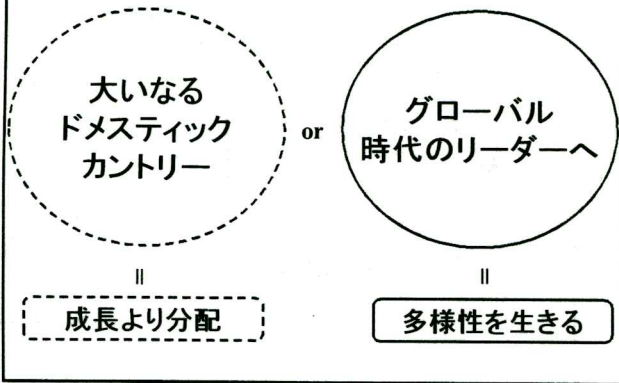 大いなる
ドメスティック
カントリー
or
グローバル
時代のリーダーへ
||
成長より分配
||
多様性を生きる